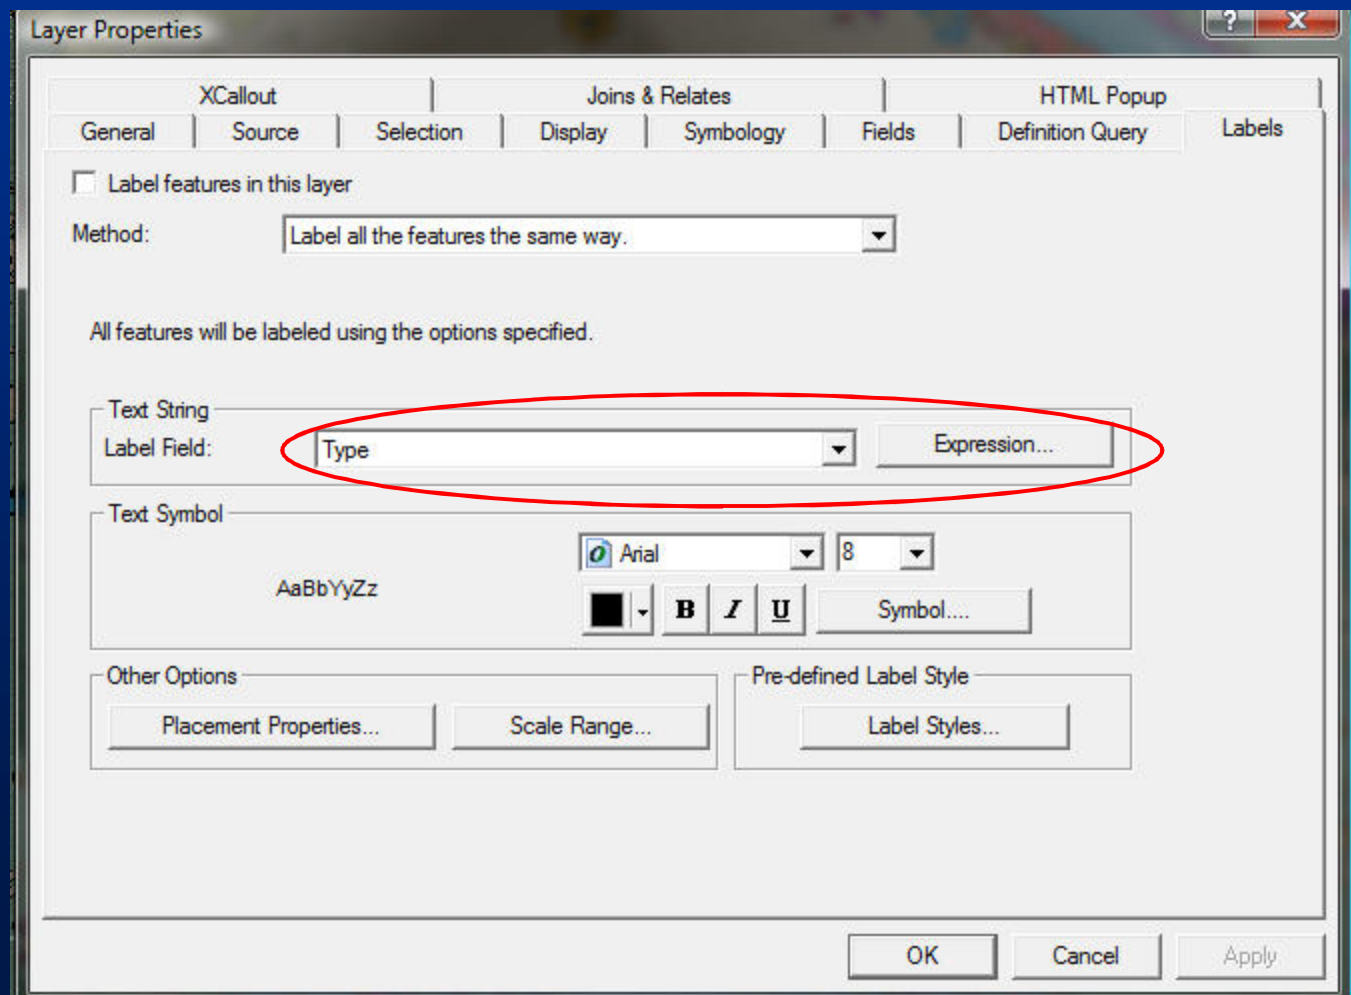 Layer Properties
? X
XCallout Joins & Relates HTML Popup
General Source Selection Display Symbology Fields Definition Query Labels
Label features in this layer
Method: Label all the features the same way.
All features will be labeled using the options specified.
Text String
Label Field: Type Expression...
Text Symbol
AaBbYyZz
O Arial 8
B I U Symbol....
Other Options Pre-defined Label Style
Placement Properties... Scale Range... Label Styles...
OK Cancel Apply